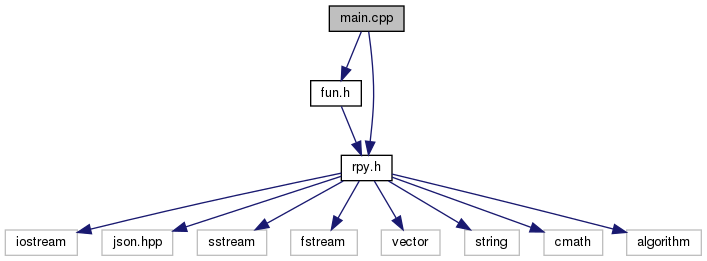 main.cpp
fun.h
rpy.h
iostream
json.hpp
sstream
fstream
vector
string
cmath
algorithm